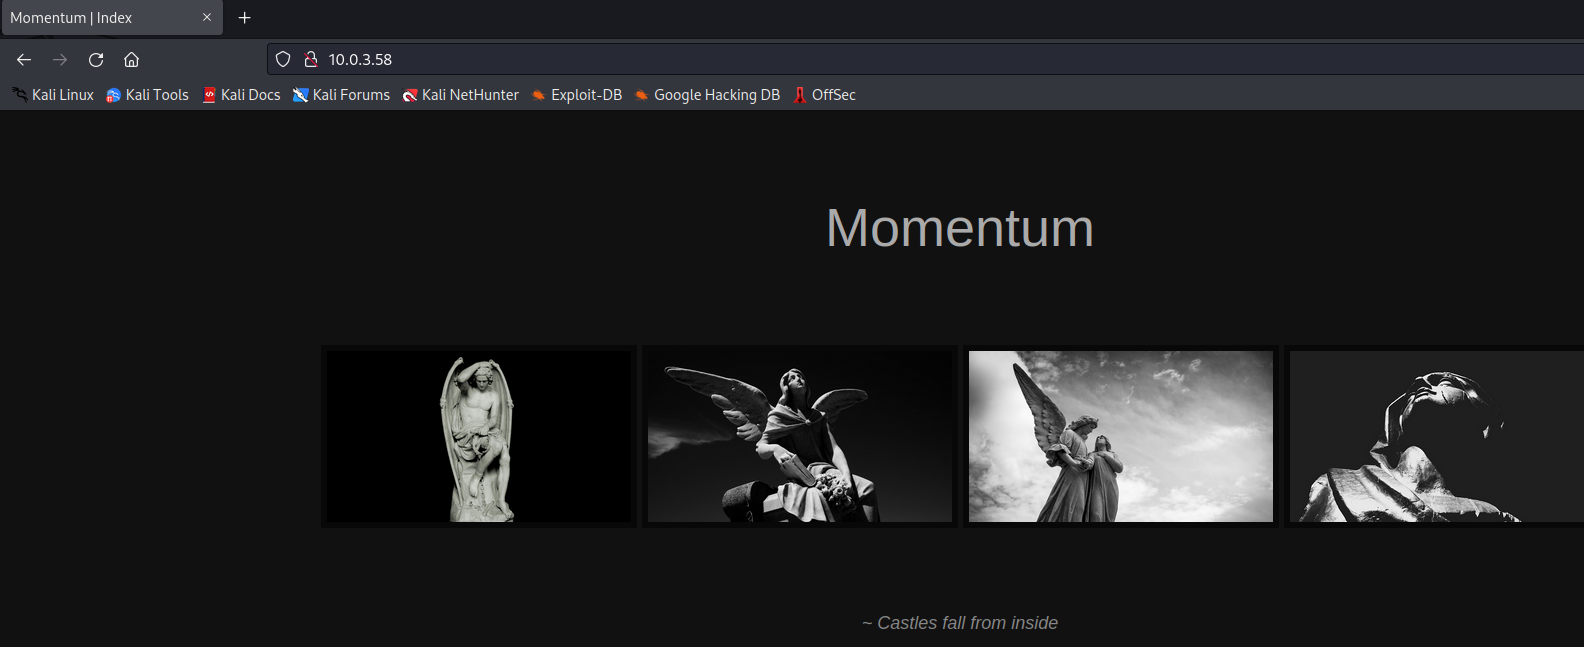 Momentum | Index
10.0.3.58
Kali Linux Kali Tools Kali Docs Kali Forums Kali NetHunter Exploit-DB Google Hacking DB OffSec
Momentum
~ Castles fall from inside